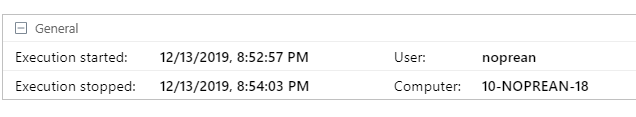 General
Execution started: 12/13/2019, 8:52:57 PM User: noprean
Execution stopped: 12/13/2019, 8:54:03 PM Computer: 10-NOPREAN-18